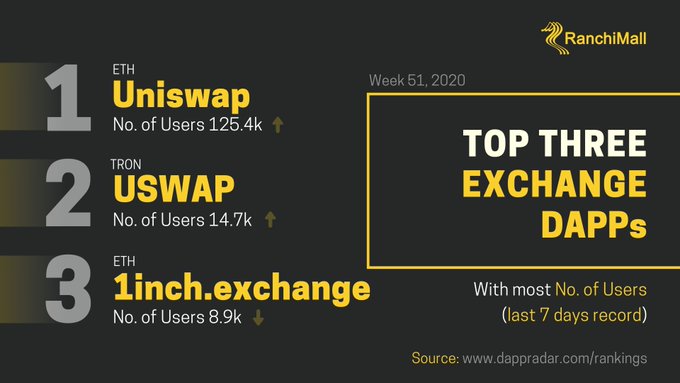 RanchiMall
Week 51, 2020
TOP THREE
EXCHANGE
DAPPs
1
ETH
Uniswap
No. of Users 125.4k
2
TRON
USWAP
No. of Users 14.7k
3
ETH
1inch.exchange
No. of Users 8.9k
With most No. of Users
(last 7 days record)
Source: www.dappradar.com/rankings